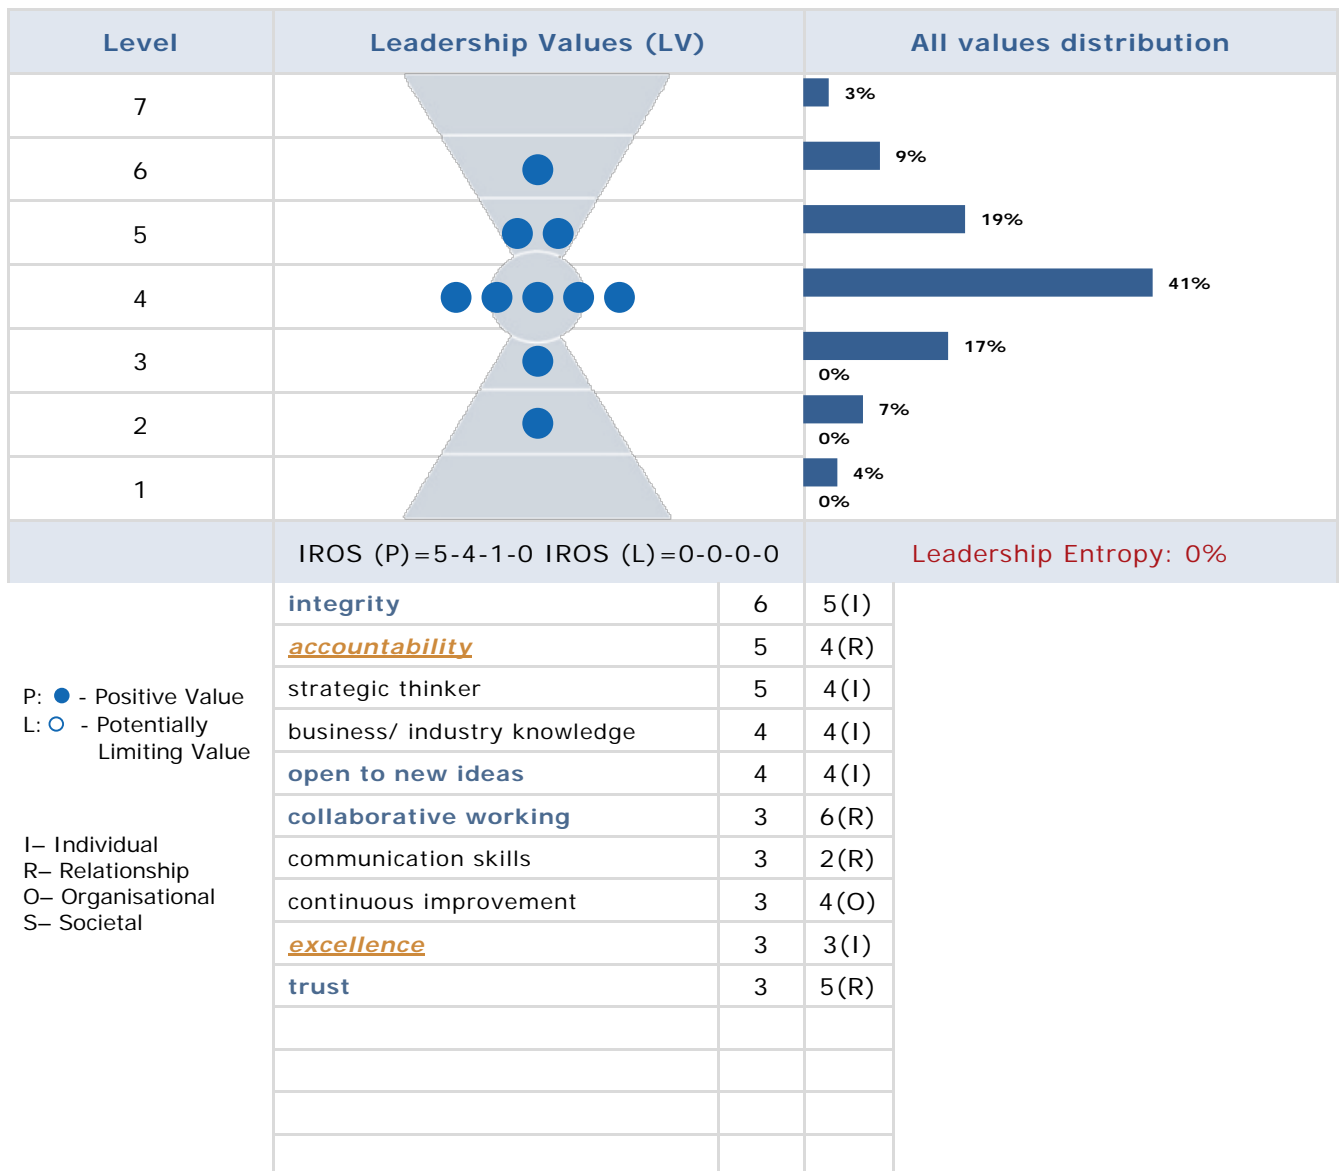 Level Leadership Values (LV) All values distribution
7 3%
6 9%
5 19%
4 41%
3 17%
0%
2 7%
0%
1 4%
0%
IROS (P)=5-4-1-0 IROS (L)=0-0-0-0 Leadership Entropy: 0%
P: - Positive Value
L: - Potentially
Limiting Value
I– Individual
R– Relationship
O– Organisational
S– Societal
integrity 6 5(I)
accountability 5 4(R)
strategic thinker 5 4(I)
business/ industry knowledge 4 4(I)
open to new ideas 4 4(I)
collaborative working 3 6(R)
communication skills 3 2(R)
continuous improvement 3 4(O)
excellence 3 3(I)
trust 3 5(R)